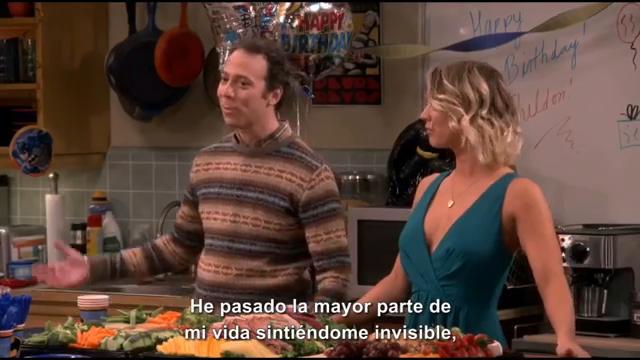 HAPPY
BIRTHDAY
Happy
Birthday!
Sheldon!
He pasado la mayor parte de
mi vida sintiéndome invisible,